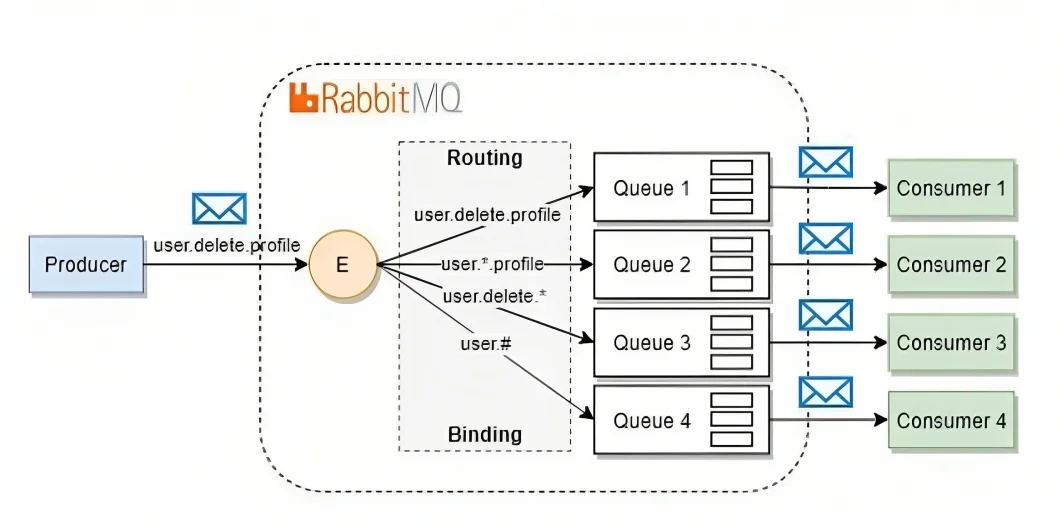 RabbitMQ
Routing
user.delete.profile
Producer
E
user.delete.profile
user.*.profile
user.delete.*
user.#
Binding
Queue 1
Queue 2
Queue 3
Queue 4
Consumer 1
Consumer 2
Consumer 3
Consumer 4